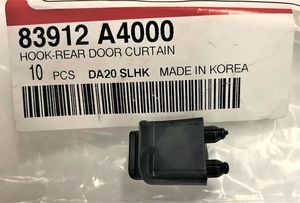 83912 A4000
HOOK-REAR DOOR CURTAIN
10 PCS DA20 SLHK MADE IN KOREA